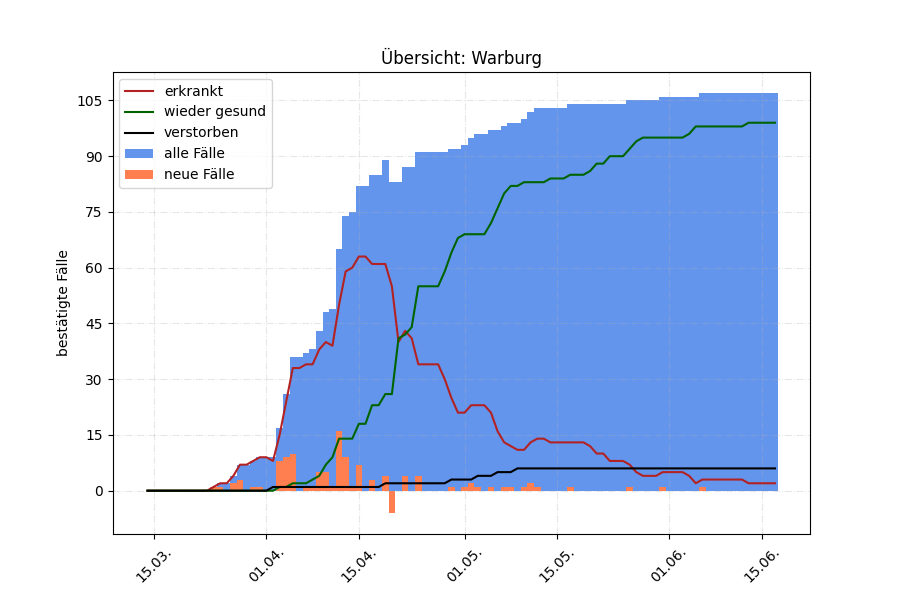 Übersicht: Warburg
erkrankt
wieder gesund
verstorben
alle Fälle
neue Fälle
bestätigte Fälle
105
90
75
60
45
30
15
0
15.03.
01.04.
15.04.
01.05.
15.05.
01.06.
15.06.